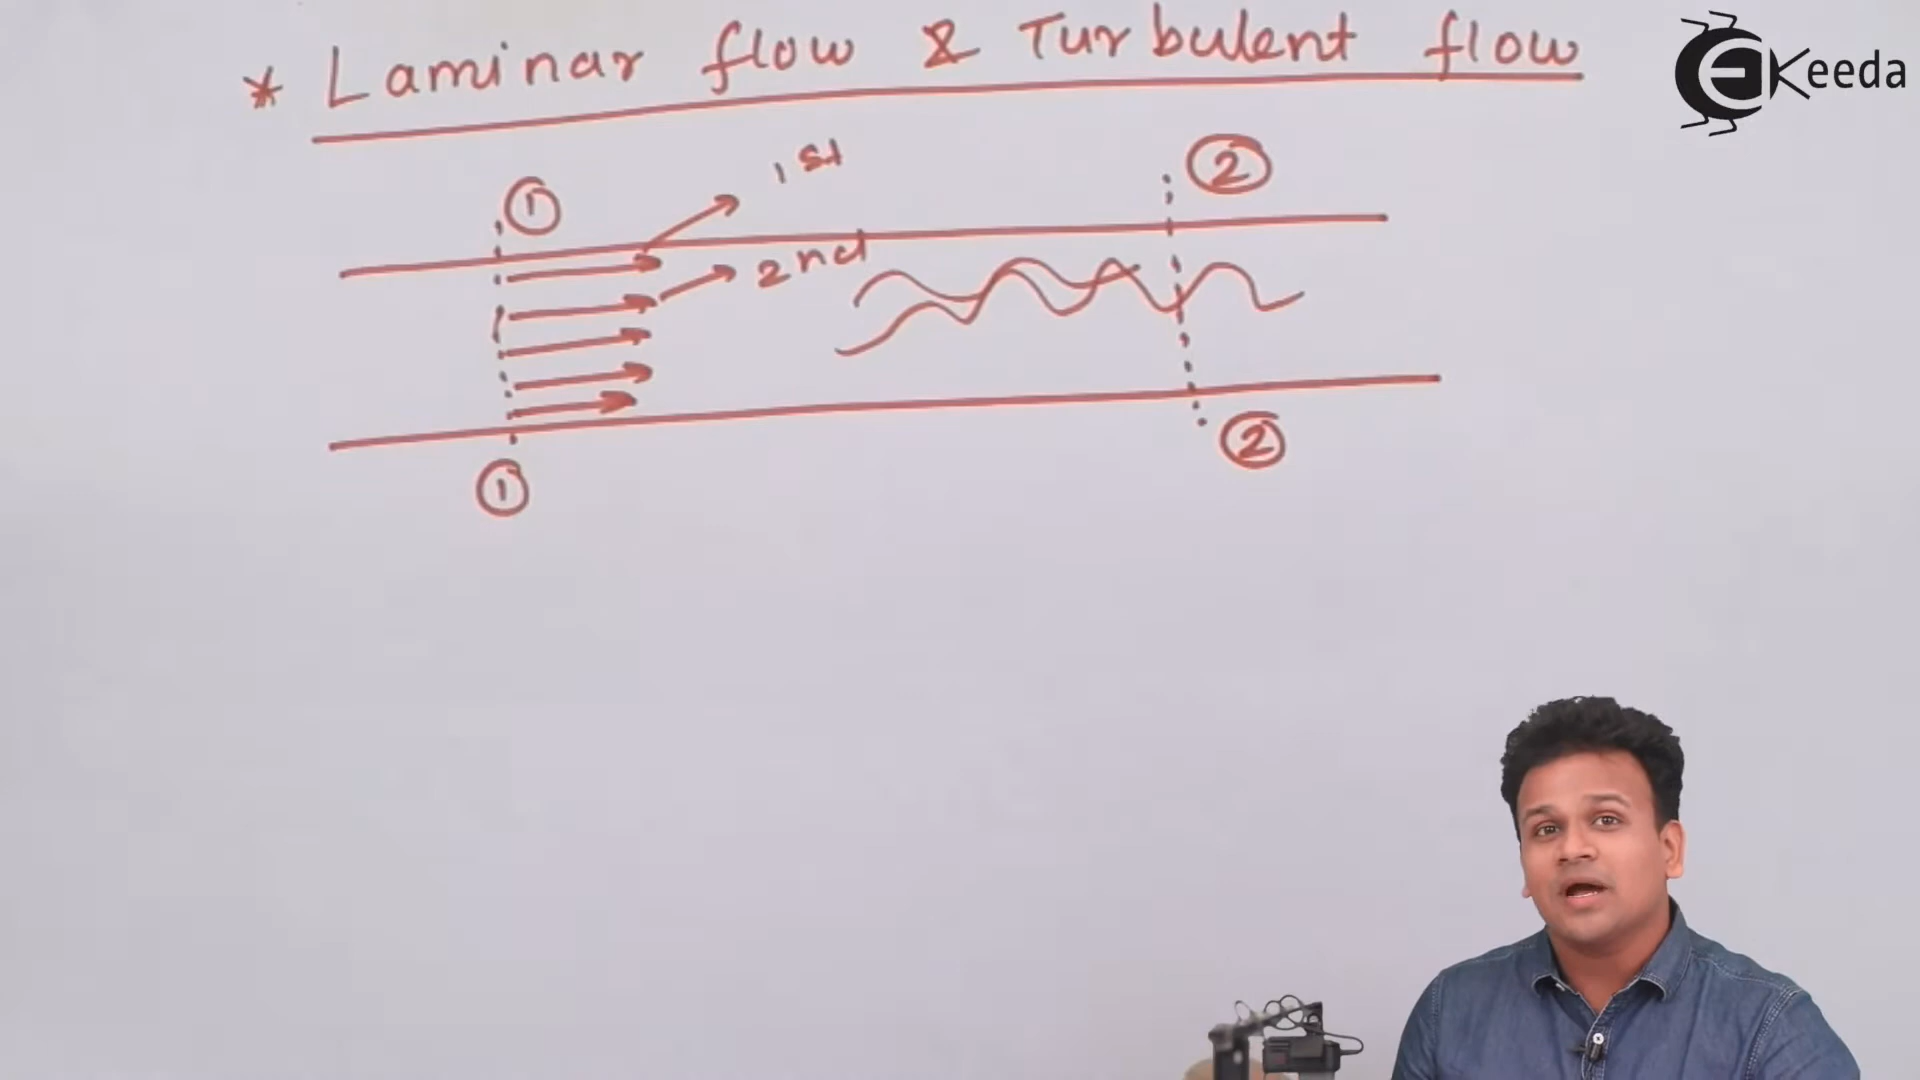 * Laminar flow & Turbulent flow
EKeeda
1st
①
②
2nd
②
①